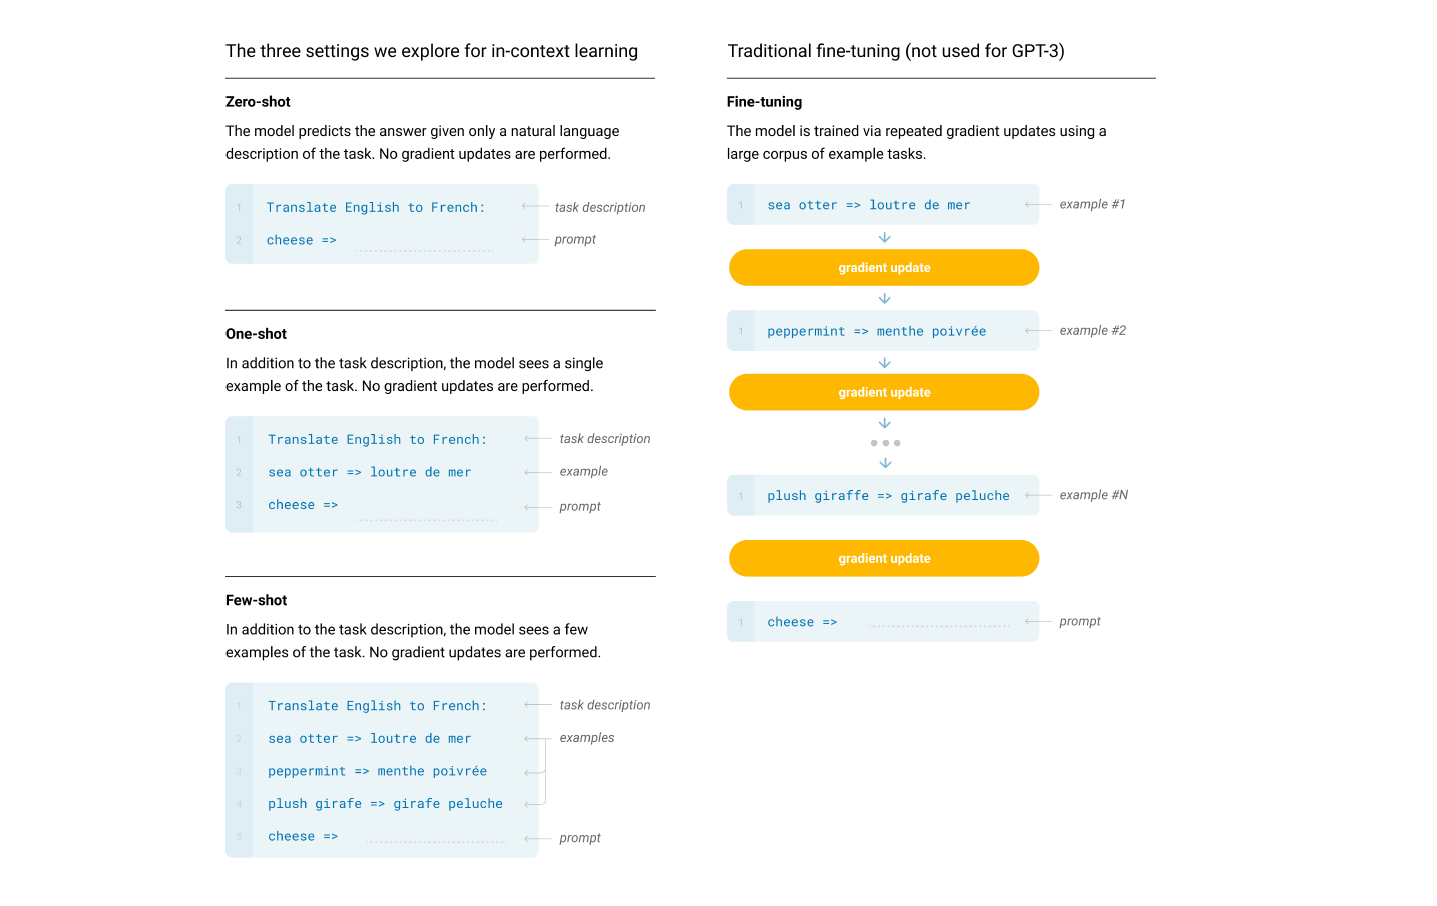 The three settings we explore for in-context learning
Zero-shot
The model predicts the answer given only a natural language
description of the task. No gradient updates are performed.
1 Translate English to French: task description
2 cheese => prompt
One-shot
In addition to the task description, the model sees a single
example of the task. No gradient updates are performed.
1 Translate English to French: task description
2 sea otter => loutre de mer example
3 cheese => prompt
Few-shot
In addition to the task description, the model sees a few
examples of the task. No gradient updates are performed.
1 Translate English to French: task description
2 sea otter => loutre de mer examples
3 peppermint => menthe poivrée
4 plush girafe => girafe peluche
5 cheese => prompt
Traditional fine-tuning (not used for GPT-3)
Fine-tuning
The model is trained via repeated gradient updates using a
large corpus of example tasks.
1 sea otter => loutre de mer example #1
gradient update
1 peppermint => menthe poivrée example #2
gradient update
1 plush giraffe => girafe peluche example #N
gradient update
1 cheese => prompt